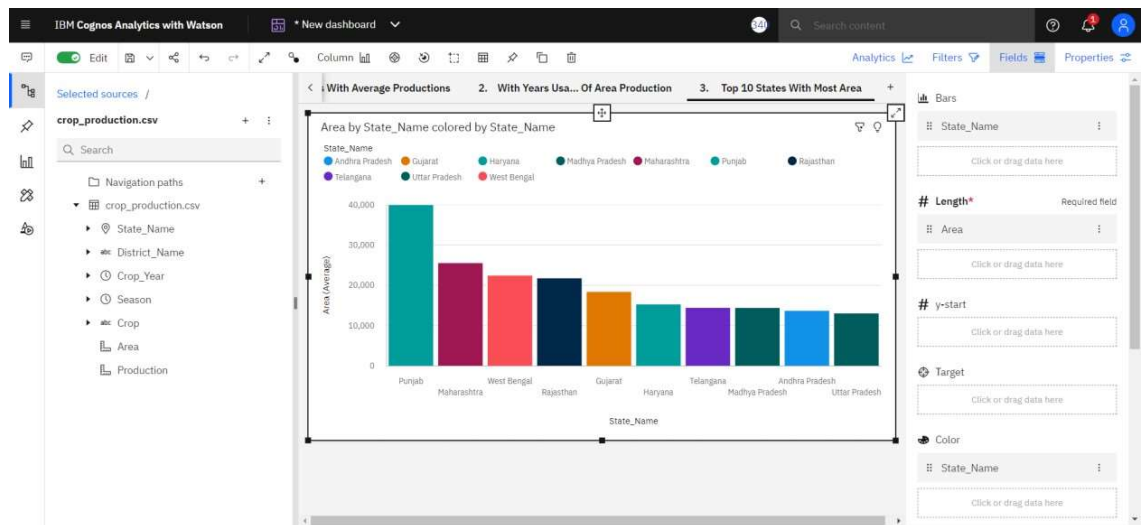 IBM Cognos Analytics with Watson
* New dashboard
Search content
1
Edit
Column
Analytics
Filters
Fields
Properties
Selected sources /
crop_production.csv
Search
Navigation paths
crop_production.csv
State_Name
abc District_Name
Crop_Year
Season
abc Crop
Area
Production
With Average Productions
2. With Years Usa... Of Area Production
3. Top 10 States With Most Area
Area by State_Name colored by State_Name
State_Name
Andhra Pradesh Gujarat Haryana Madhya Pradesh Maharashtra Punjab Rajasthan
Telangana Uttar Pradesh West Bengal
Area (Average)
40,000
30,000
20,000
10,000
0
Punjab West Bengal Gujarat Telangana Andhra Pradesh
Maharashtra Rajasthan Haryana Madhya Pradesh Uttar Pradesh
State_Name
Bars
State_Name
Click or drag data here
# Length* Required field
Area
Click or drag data here
# y-start
Click or drag data here
Target
Click or drag data here
Color
State_Name
Click or drag data here